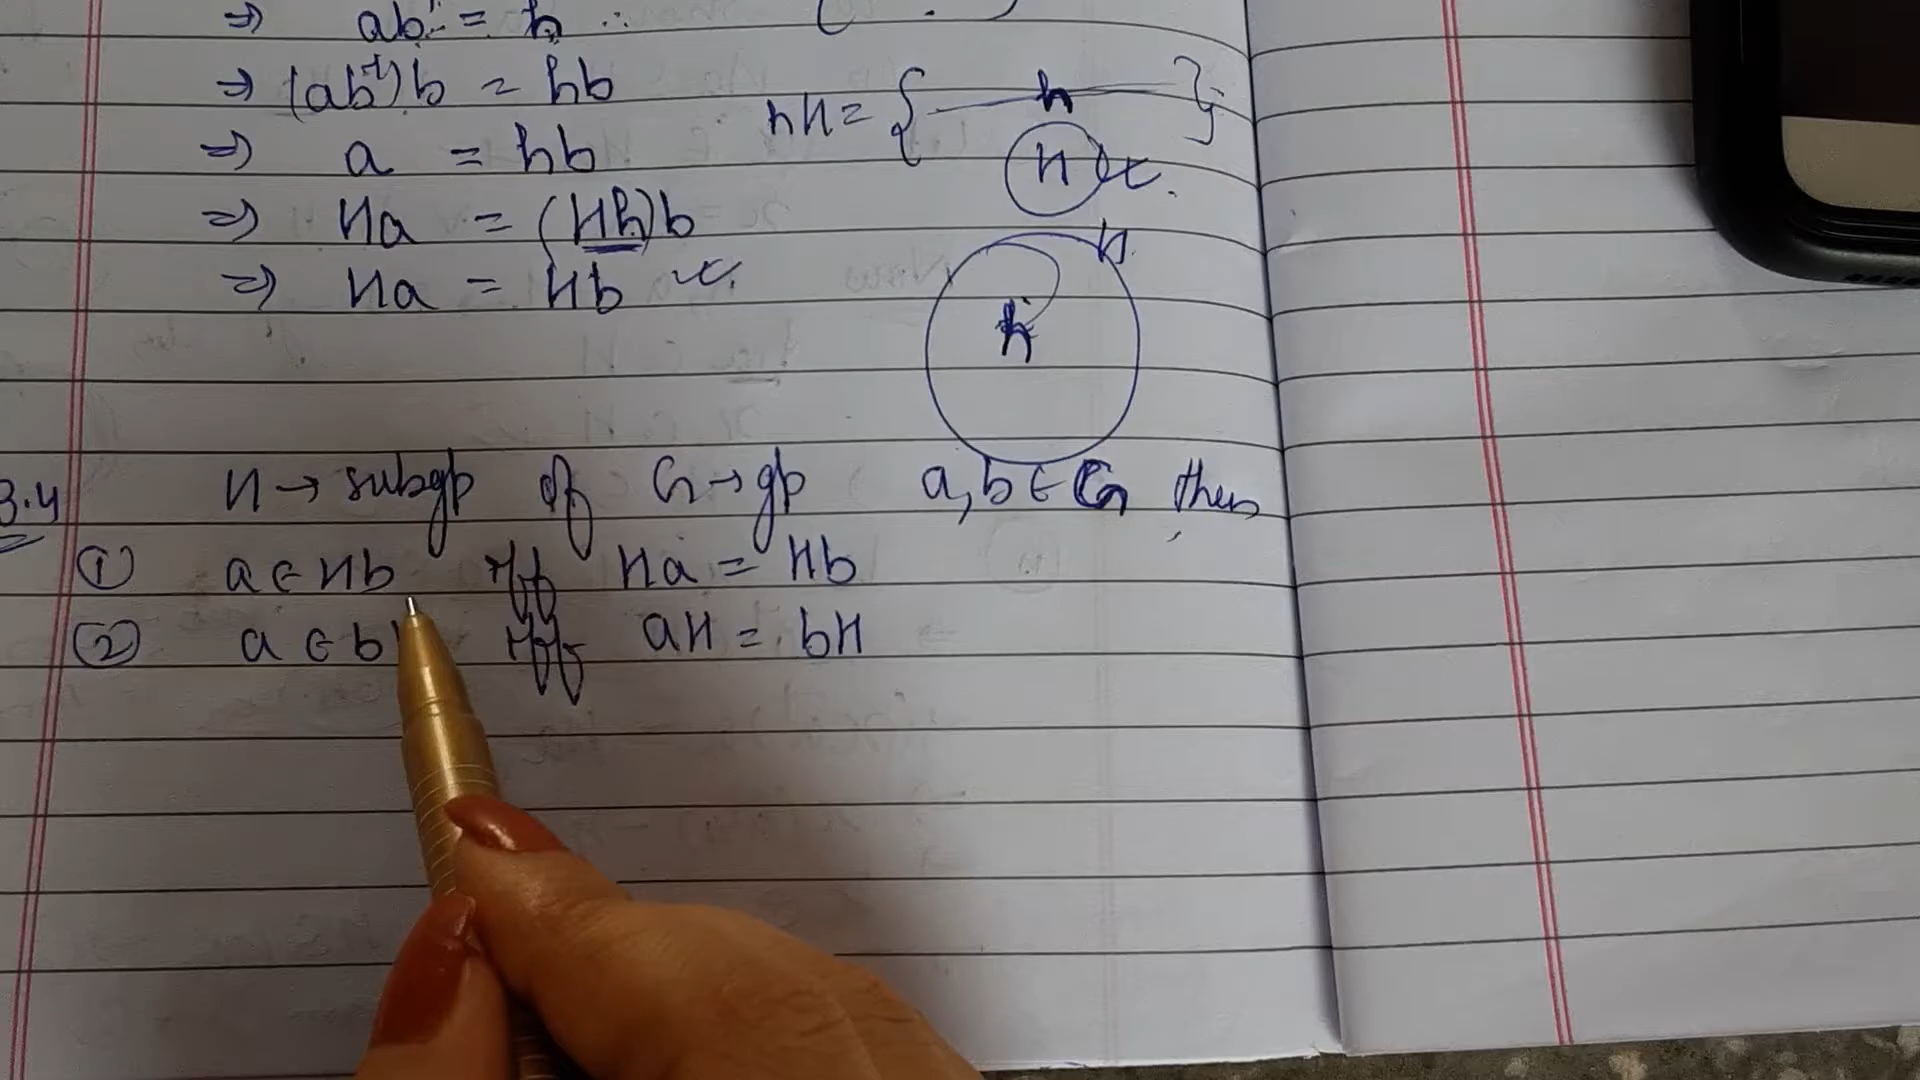 ⇒ ab⁻¹ = h
⇒ (ab⁻¹)b = hb
hH = { h }
⇒ a = hb
H
⇒ Ha = (Hh)b
H
⇒ Ha = Hb
h
3.4 H → subgp of G → gp a, b ∈ G then
① a ∈ Hb iff Ha = Hb
② a ∈ b iff aH = bH